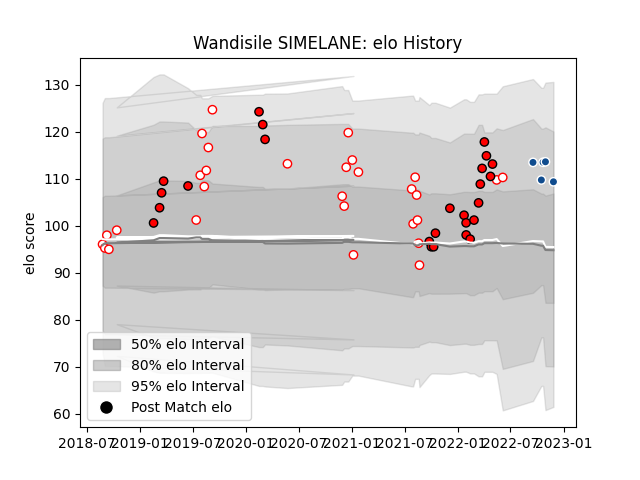 Wandisile SIMELANE: elo History
elo score
130
120
110
100
90
80
70
60
50% elo Interval
80% elo Interval
95% elo Interval
Post Match elo
2018-07 2019-01 2019-07 2020-01 2020-07 2021-01 2021-07 2022-01 2022-07 2023-01